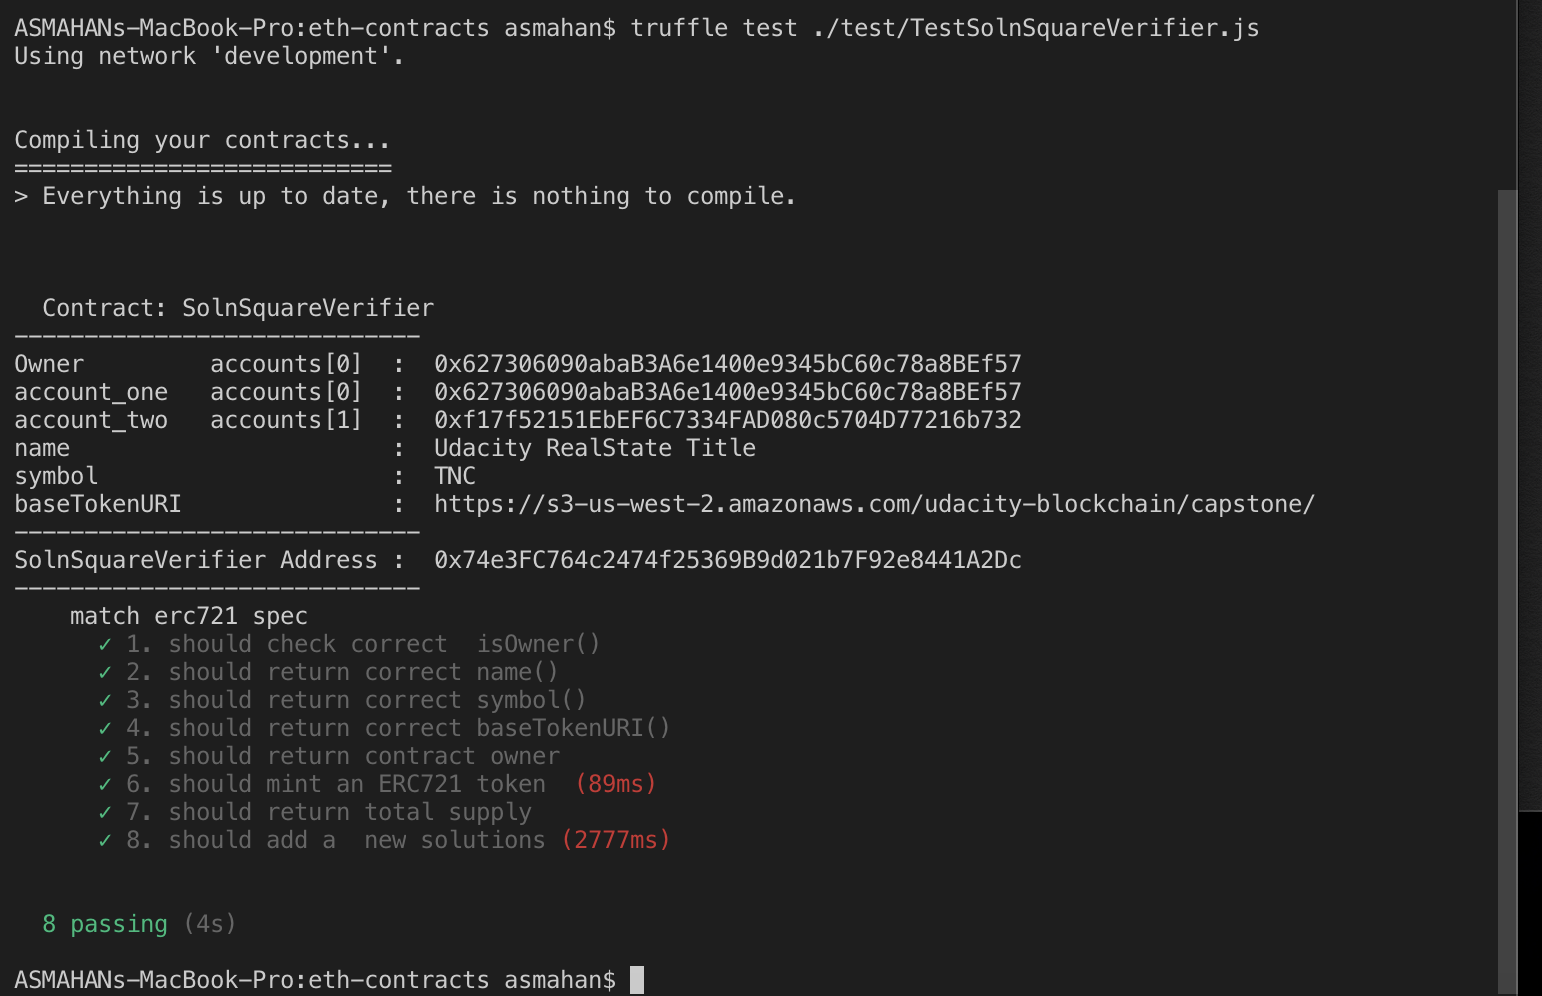 ASMAHANs-MacBook-Pro:eth-contracts asmahan$ truffle test ./test/TestSolnSquareVerifier.js
Using network 'development'.
Compiling your contracts...
===========================
> Everything is up to date, there is nothing to compile.
Contract: SolnSquareVerifier
-----------------------------
Owner         accounts[0]  :  0x627306090abaB3A6e1400e9345bC60c78a8BEf57
account_one   accounts[0]  :  0x627306090abaB3A6e1400e9345bC60c78a8BEf57
account_two   accounts[1]  :  0xf17f52151EbEF6C7334FAD080c5704D77216b732
name                       :  Udacity RealState Title
symbol                     :  TNC
baseTokenURI               :  https://s3-us-west-2.amazonaws.com/udacity-blockchain/capstone/
-----------------------------
SolnSquareVerifier Address :  0x74e3FC764c2474f25369B9d021b7F92e8441A2Dc
-----------------------------
match erc721 spec
✓ 1. should check correct  isOwner()
✓ 2. should return correct name()
✓ 3. should return correct symbol()
✓ 4. should return correct baseTokenURI()
✓ 5. should return contract owner
✓ 6. should mint an ERC721 token  (89ms)
✓ 7. should return total supply
✓ 8. should add a  new solutions (2777ms)
8 passing (4s)
ASMAHANs-MacBook-Pro:eth-contracts asmahan$